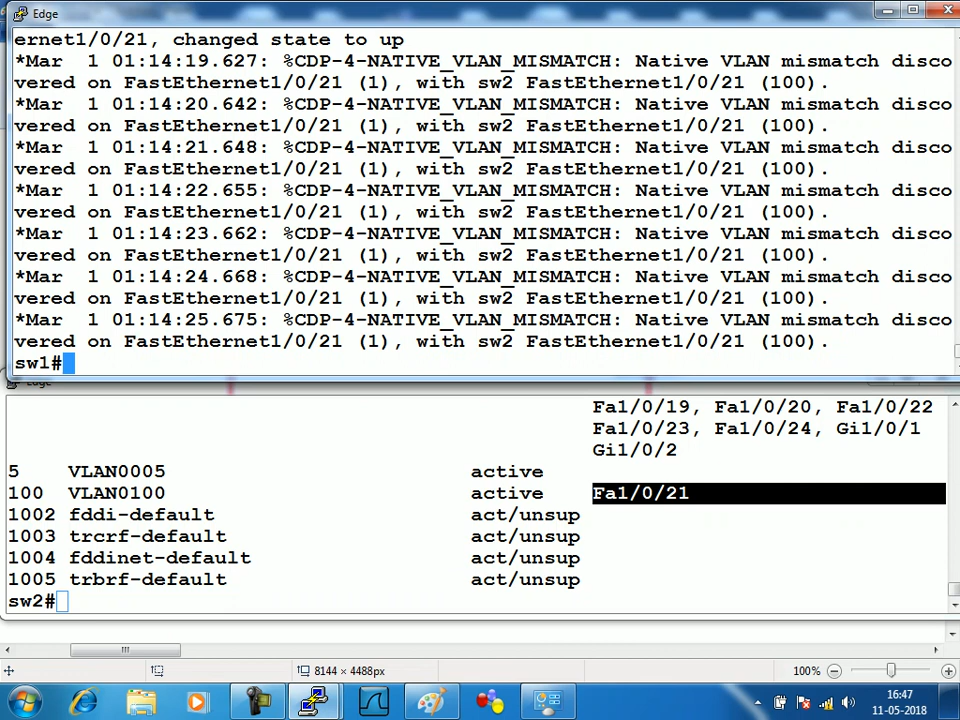 Edge
ernet1/0/21, changed state to up
*Mar  1 01:14:19.627: %CDP-4-NATIVE_VLAN_MISMATCH: Native VLAN mismatch disco
vered on FastEthernet1/0/21 (1), with sw2 FastEthernet1/0/21 (100).
*Mar  1 01:14:20.642: %CDP-4-NATIVE_VLAN_MISMATCH: Native VLAN mismatch disco
vered on FastEthernet1/0/21 (1), with sw2 FastEthernet1/0/21 (100).
*Mar  1 01:14:21.648: %CDP-4-NATIVE_VLAN_MISMATCH: Native VLAN mismatch disco
vered on FastEthernet1/0/21 (1), with sw2 FastEthernet1/0/21 (100).
*Mar  1 01:14:22.655: %CDP-4-NATIVE_VLAN_MISMATCH: Native VLAN mismatch disco
vered on FastEthernet1/0/21 (1), with sw2 FastEthernet1/0/21 (100).
*Mar  1 01:14:23.662: %CDP-4-NATIVE_VLAN_MISMATCH: Native VLAN mismatch disco
vered on FastEthernet1/0/21 (1), with sw2 FastEthernet1/0/21 (100).
*Mar  1 01:14:24.668: %CDP-4-NATIVE_VLAN_MISMATCH: Native VLAN mismatch disco
vered on FastEthernet1/0/21 (1), with sw2 FastEthernet1/0/21 (100).
*Mar  1 01:14:25.675: %CDP-4-NATIVE_VLAN_MISMATCH: Native VLAN mismatch disco
vered on FastEthernet1/0/21 (1), with sw2 FastEthernet1/0/21 (100).
sw1#
Edge
Fa1/0/19, Fa1/0/20, Fa1/0/22
Fa1/0/23, Fa1/0/24, Gi1/0/1
Gi1/0/2
5    VLAN0005    active
100  VLAN0100    active    Fa1/0/21
1002 fddi-default    act/unsup
1003 trcrf-default    act/unsup
1004 fddinet-default    act/unsup
1005 trbrf-default    act/unsup
sw2#
8144 × 4488px    100%
16:47
11-05-2018